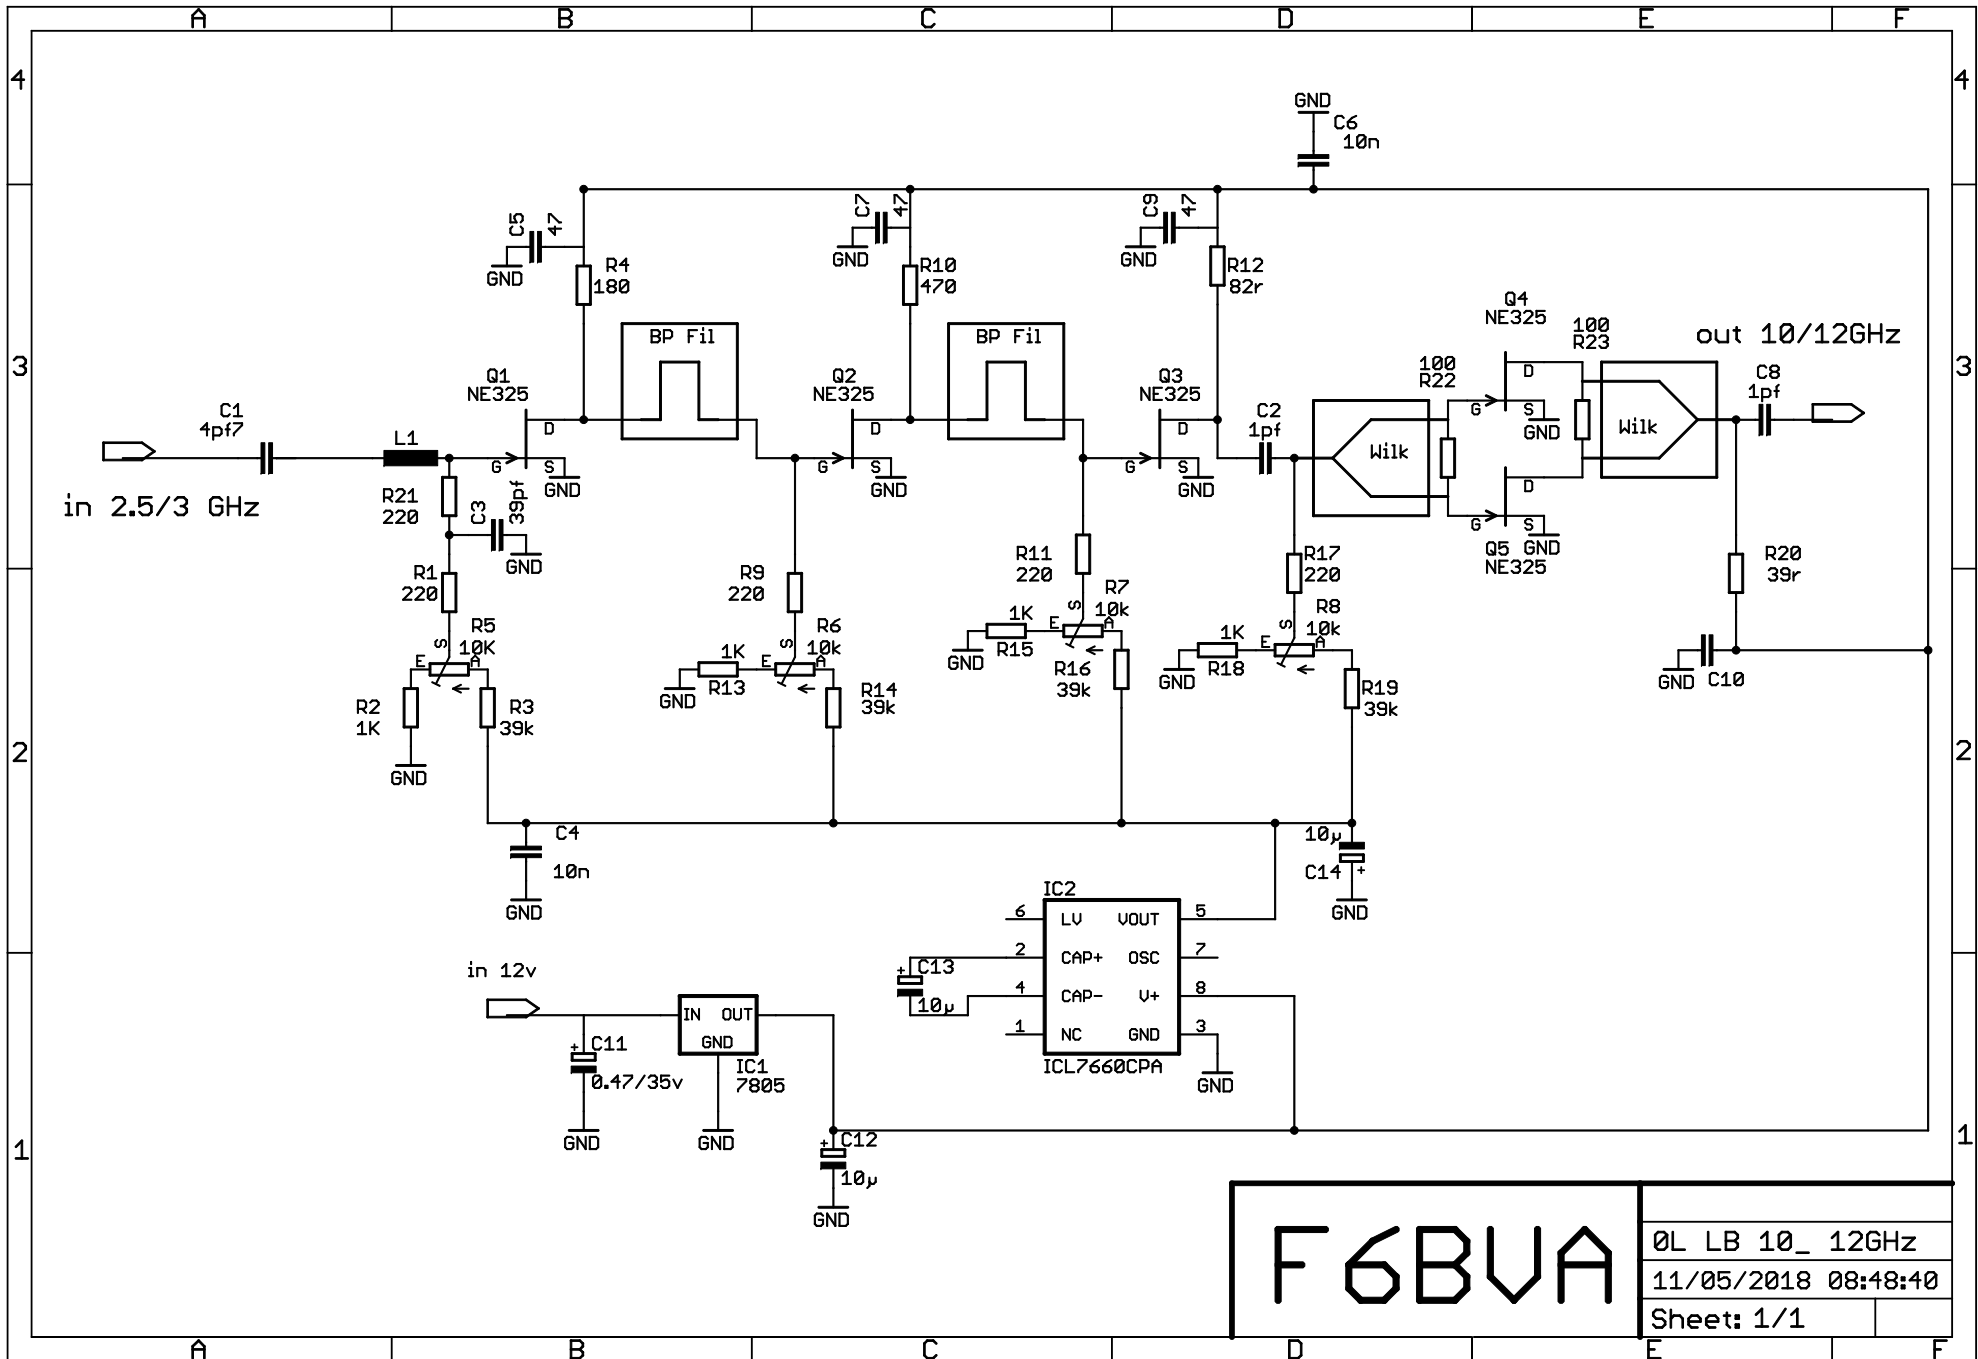 A B C D E F
4 4
GND
C6
10n
C5 47
GND
R4
180
C7 47
GND
R10
470
C9 47
GND
R12
82r
BP Fil
BP Fil
Q1
NE325
D
G S
GND
Q2
NE325
D
G S
GND
Q3
NE325
D
G S
GND
Q4
NE325
D
G S
GND
100
R23
out 10/12GHz
3 3
C1
4pf7
L1
C2
1pf
100
R22
Wilk
Wilk
C8
1pf
in 2.5/3 GHz
R21
220
C3 39pf
GND
D
G S
Q5 GND
NE325
R1
220
R9
220
R11
220
R17
220
R20
39r
R5
10K
S
E A
R6
10k
S
E A
1K
R13
GND
R7
10k
S
E A
1K
R15
GND
R8
10k
S
E A
1K
R18
GND
GND C10
R2
1K
GND
R3
39k
R14
39k
R16
39k
R19
39k
2 2
C4
10n
GND
10µ
C14 +
GND
IC2
6 LV VOUT 5
2 CAP+ OSC 7
4 CAP- V+ 8
1 NC GND 3
ICL7660CPA
GND
+ C13
10µ
in 12v
+ C11
0.47/35v
GND
IN OUT
GND
IC1
7805
GND
+ C12
10µ
GND
1 1
F6BVA
0L LB 10_ 12GHz
11/05/2018 08:48:40
Sheet: 1/1
A B C D E F